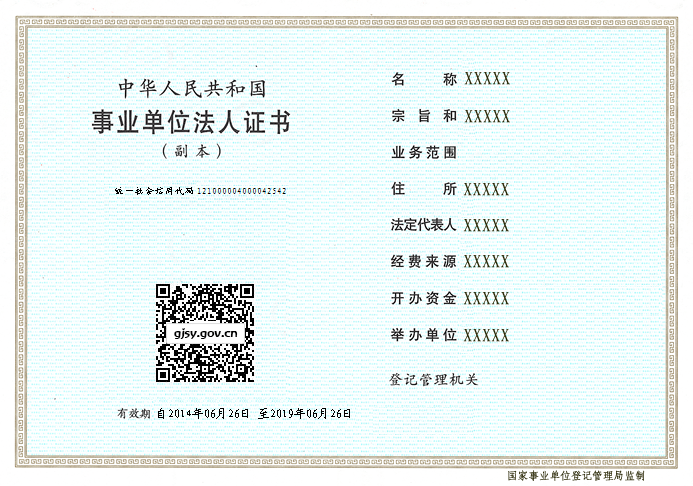 中华人民共和国
事业单位法人证书
（副本）
统一社会信用代码 121000004000042542
gjsy.gov.cn
有效期 自2014年06月26日 至2019年06月26日
名称 XXXXX
宗旨和 XXXXX
业务范围
住所 XXXXX
法定代表人 XXXXX
经费来源 XXXXX
开办资金 XXXXX
举办单位 XXXXX
登记管理机关
国家事业单位登记管理局监制